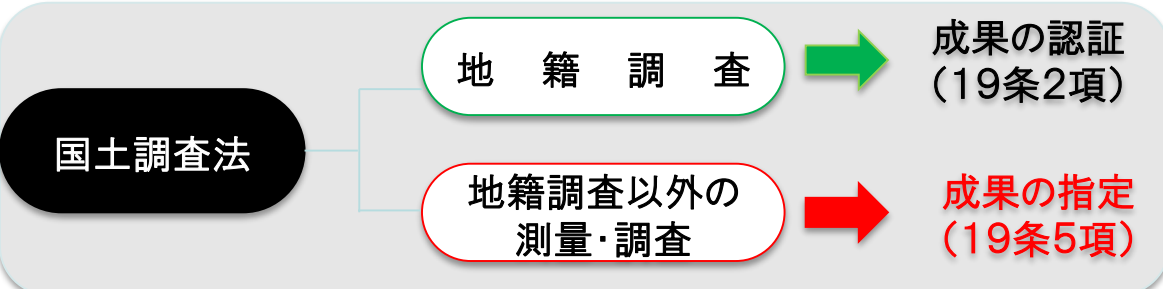 国土調査法
地 籍 調 査
成果の認証
(19条2項)
地籍調査以外の
測量・調査
成果の指定
(19条5項)